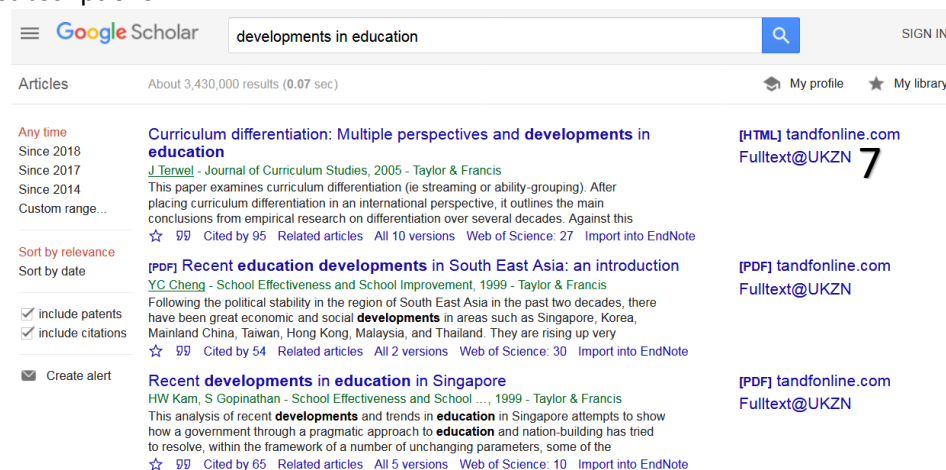 Google Scholar
developments in education
SIGN IN
Articles
About 3,430,000 results (0.07 sec)
My profile
My library
Any time
Since 2018
Since 2017
Since 2014
Custom range...
Sort by relevance
Sort by date
include patents
include citations
Create alert
Curriculum differentiation: Multiple perspectives and developments in
education
J Terwel - Journal of Curriculum Studies, 2005 - Taylor & Francis
This paper examines curriculum differentiation (ie streaming or ability-grouping). After
placing curriculum differentiation in an international perspective, it outlines the main
conclusions from empirical research on differentiation over several decades. Against this
Cited by 95 Related articles All 10 versions Web of Science: 27 Import into EndNote
[HTML] tandfonline.com
Fulltext@UKZN 7
[PDF] Recent education developments in South East Asia: an introduction
YC Cheng - School Effectiveness and School Improvement, 1999 - Taylor & Francis
Following the political stability in the region of South East Asia in the past two decades, there
have been great economic and social developments in areas such as Singapore, Korea,
Mainland China, Taiwan, Hong Kong, Malaysia, and Thailand. They are rising up very
Cited by 54 Related articles All 2 versions Web of Science: 30 Import into EndNote
[PDF] tandfonline.com
Fulltext@UKZN
Recent developments in education in Singapore
HW Kam, S Gopinathan - School Effectiveness and School ..., 1999 - Taylor & Francis
This analysis of recent developments and trends in education in Singapore attempts to show
how a government through a pragmatic approach to education and nation-building has tried
to resolve, within the framework of a number of unchanging parameters, some of the
Cited by 65 Related articles All 5 versions Web of Science: 10 Import into EndNote
[PDF] tandfonline.com
Fulltext@UKZN